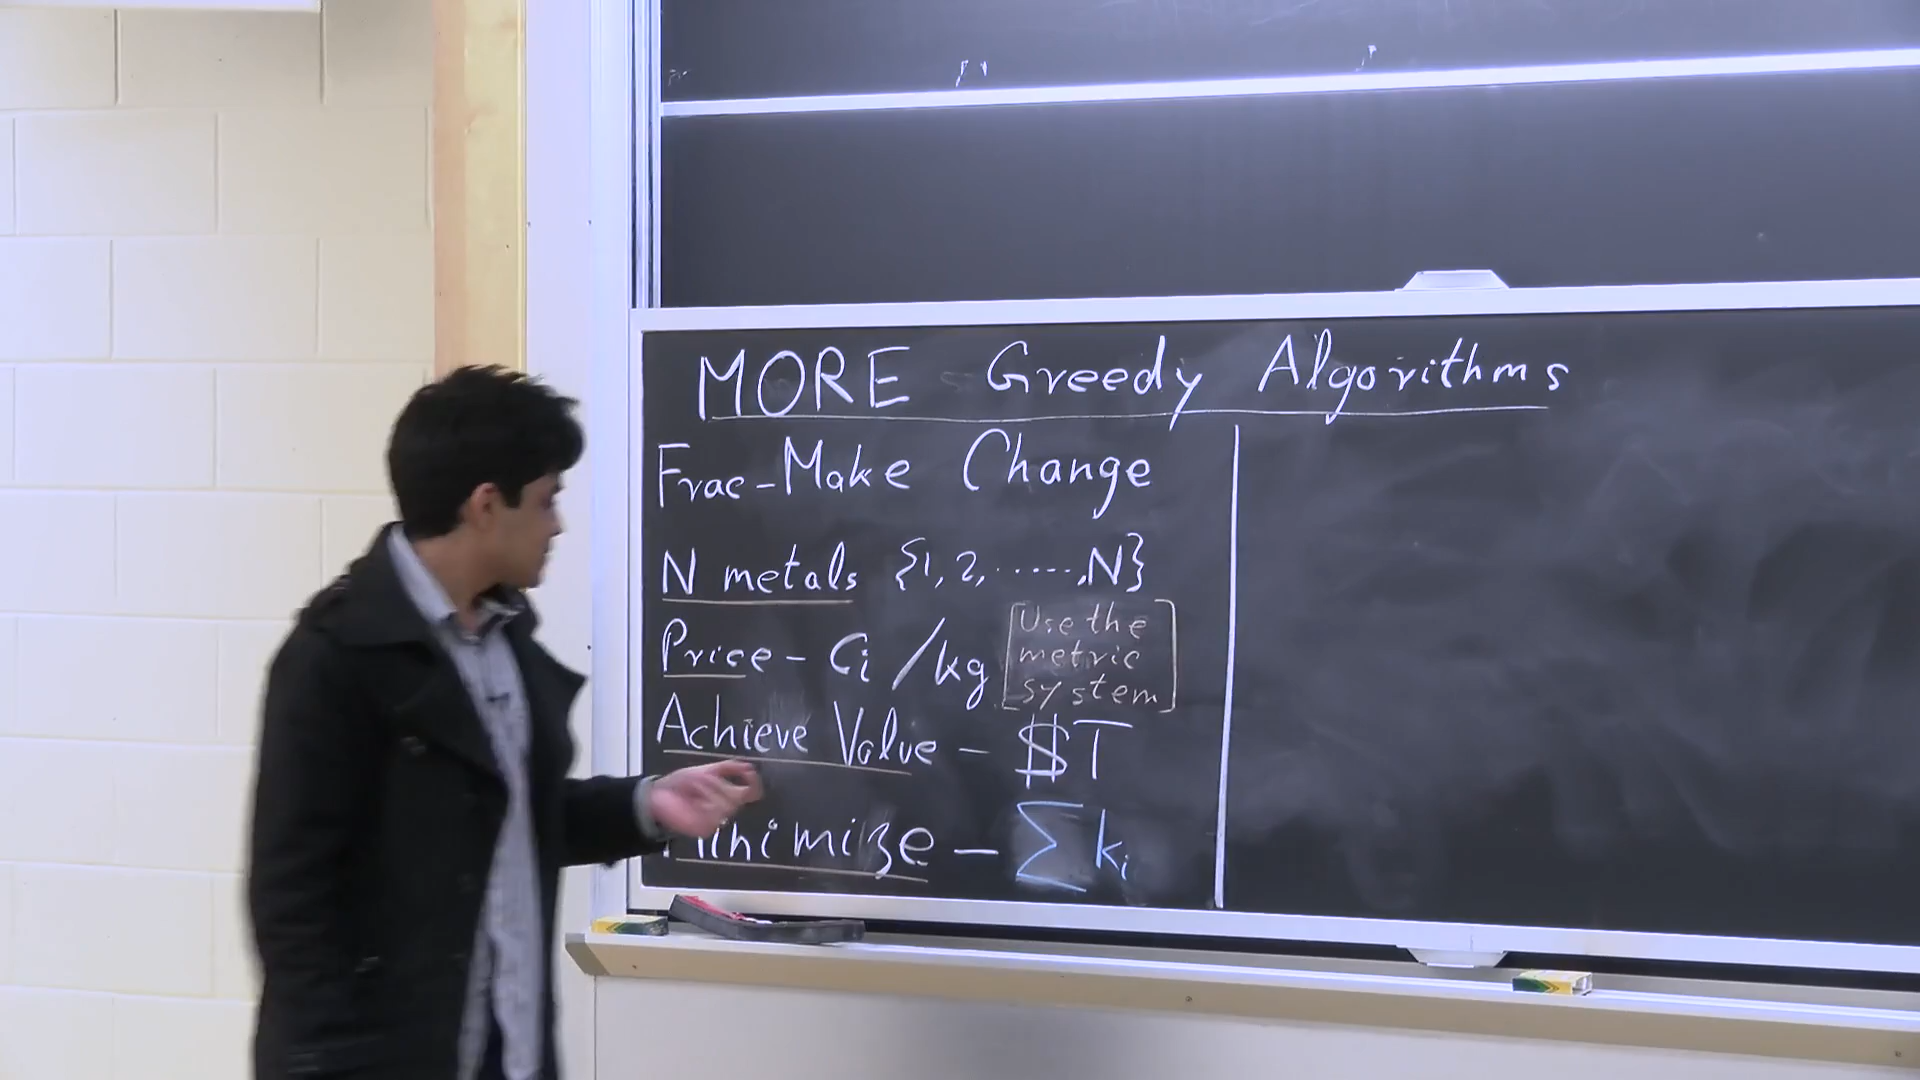 MORE Greedy Algorithms
Frac-Make Change
N metals {1, 2, ....., N}
Price - Ci /kg [Use the
metric
system]
Achieve Value - $T
Minimize - ∑ ki